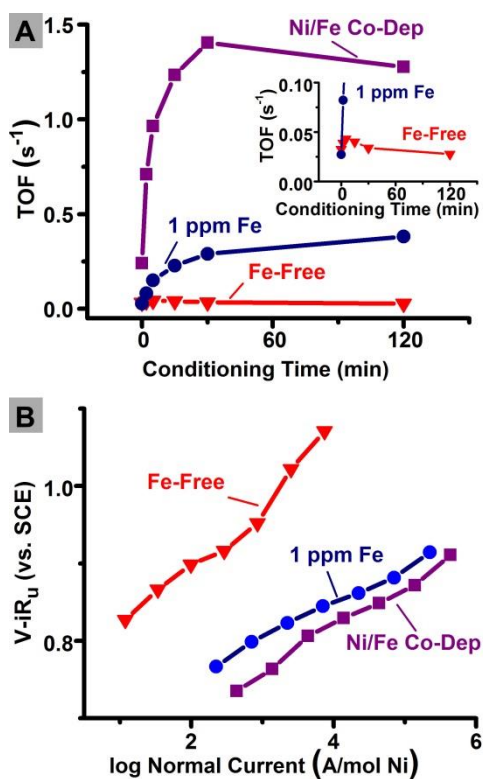 A
Ni/Fe Co-Dep
1 ppm Fe
Fe-Free
TOF (s⁻¹)
0.0
0.5
1.0
1.5
0
60
120
Conditioning Time (min)
TOF (s⁻¹)
0.10
0.05
0.00
1 ppm Fe
Fe-Free
0
60
120
Conditioning Time (min)
B
Fe-Free
1 ppm Fe
Ni/Fe Co-Dep
V-iRᵤ (vs. SCE)
1.0
0.8
2
4
6
log Normal Current (A/mol Ni)